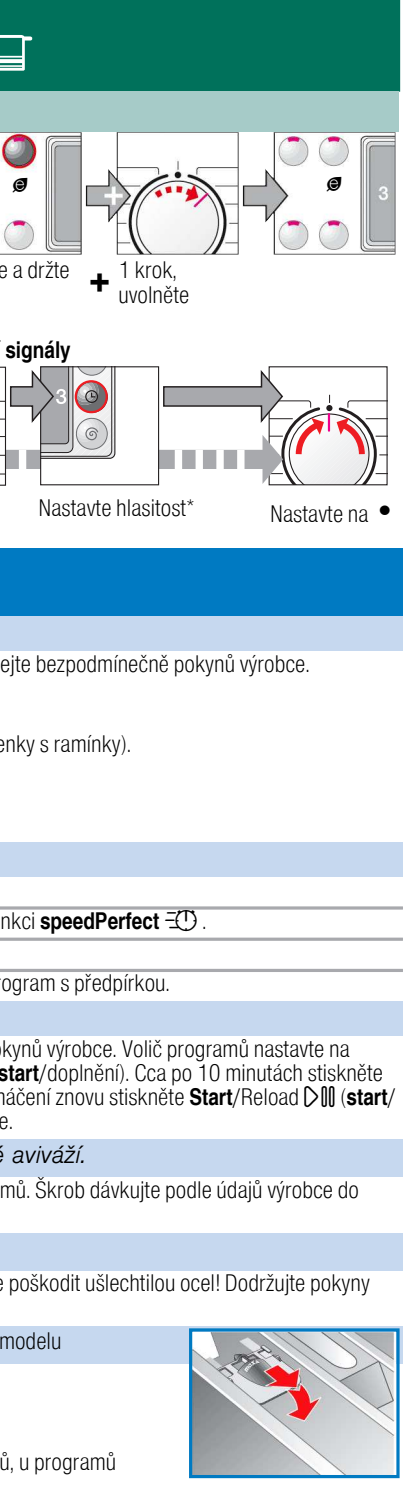 3
e a držte
+
1 krok,
uvolněte
signály
3
Nastavte hlasitost*
Nastavte na ●
ejte bezpodmínečně pokynů výrobce.
enky s ramínky).
nkci speedPerfect.
rogram s předpírkou.
okynů výrobce. Volič programů nastavte na
start/doplnění). Cca po 10 minutách stiskněte
náčení znovu stiskněte Start/Reload (start/
e.
é aviváží.
mů. Škrob dávkujte podle údajů výrobce do
e poškodit ušlechtilou ocel! Dodržujte pokyny
modelu
ů, u programů